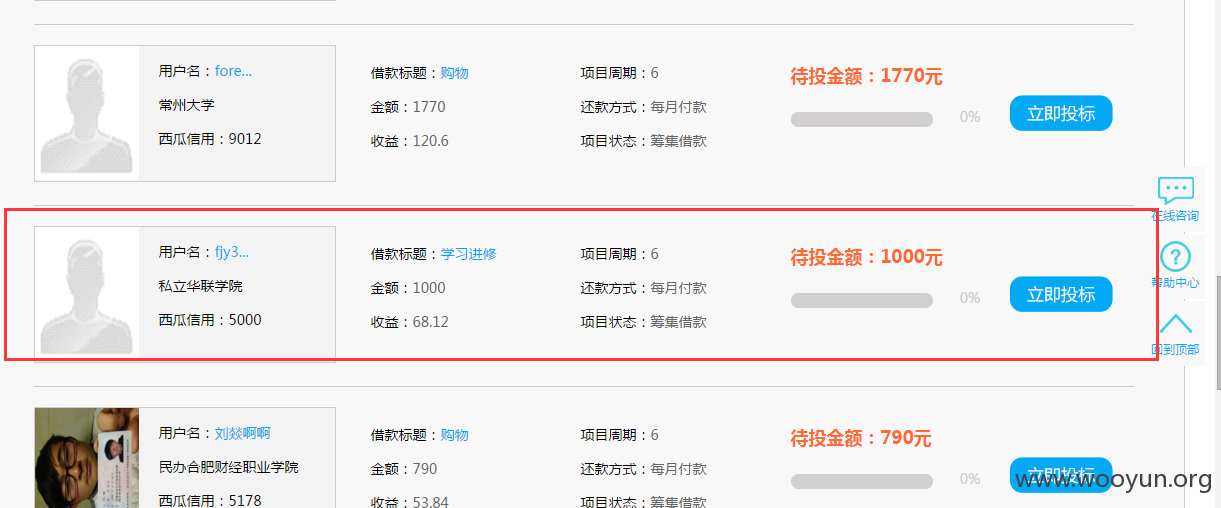 用户名：fore...
常州大学
西瓜信用：9012
借款标题：购物
金额：1770
收益：120.6
项目周期：6
还款方式：每月付款
项目状态：筹集借款
待投金额：1770元
0%
立即投标
用户名：fjy3...
私立华联学院
西瓜信用：5000
借款标题：学习进修
金额：1000
收益：68.12
项目周期：6
还款方式：每月付款
项目状态：筹集借款
待投金额：1000元
0%
立即投标
用户名：刘燚啊啊
民办合肥财经职业学院
西瓜信用：5178
借款标题：购物
金额：790
收益：53.84
项目周期：6
还款方式：每月付款
项目状态：筹集借款
待投金额：790元
0%
立即投标
在线咨询
帮助中心
回到顶部
www.wooyun.org